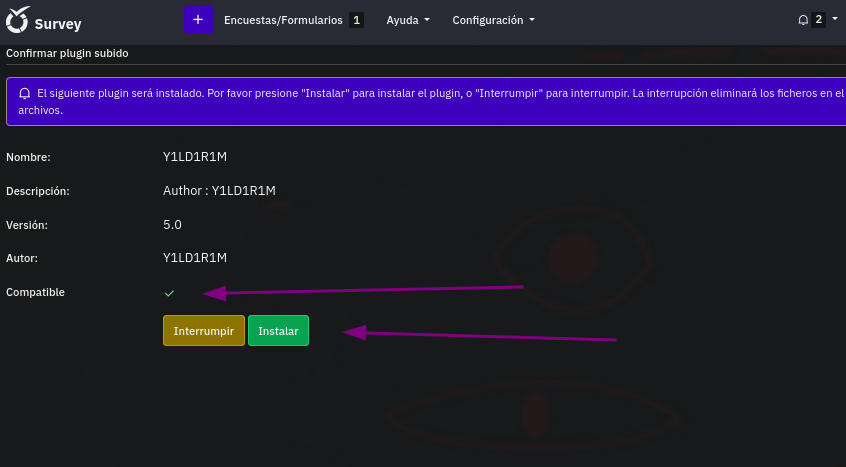 Survey
+ Encuestas/Formularios 1 Ayuda Configuración 2
Confirmar plugin subido
El siguiente plugin será instalado. Por favor presione "Instalar" para instalar el plugin, o "Interrumpir" para interrumpir. La interrupción eliminará los ficheros en el
archivos.
Nombre: Y1LD1R1M
Descripción: Author : Y1LD1R1M
Versión: 5.0
Autor: Y1LD1R1M
Compatible
Interrumpir Instalar